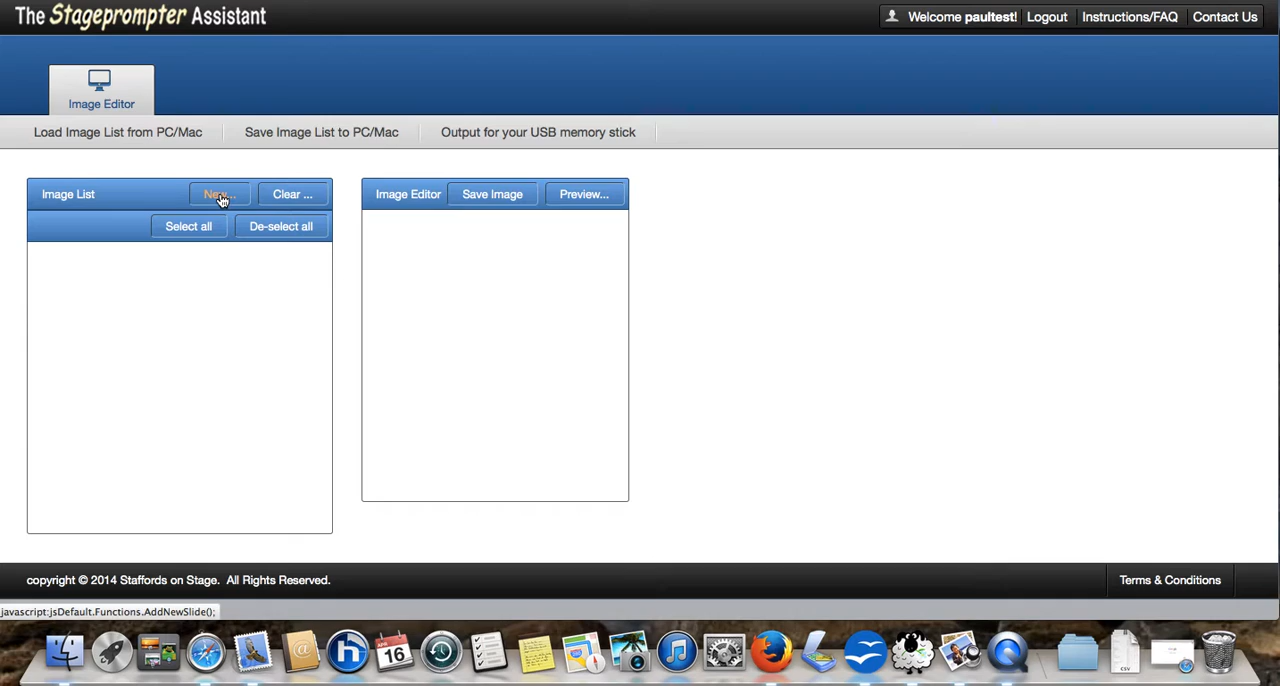 The Stageprompter Assistant
Welcome paultest! Logout Instructions/FAQ Contact Us
Image Editor
Load Image List from PC/Mac Save Image List to PC/Mac Output for your USB memory stick
Image List New... Clear ...
Select all De-select all
Image Editor Save Image Preview...
copyright © 2014 Staffords on Stage. All Rights Reserved.
Terms & Conditions
javascript:jsDefault.Functions.AddNewSlide();
16
CSV